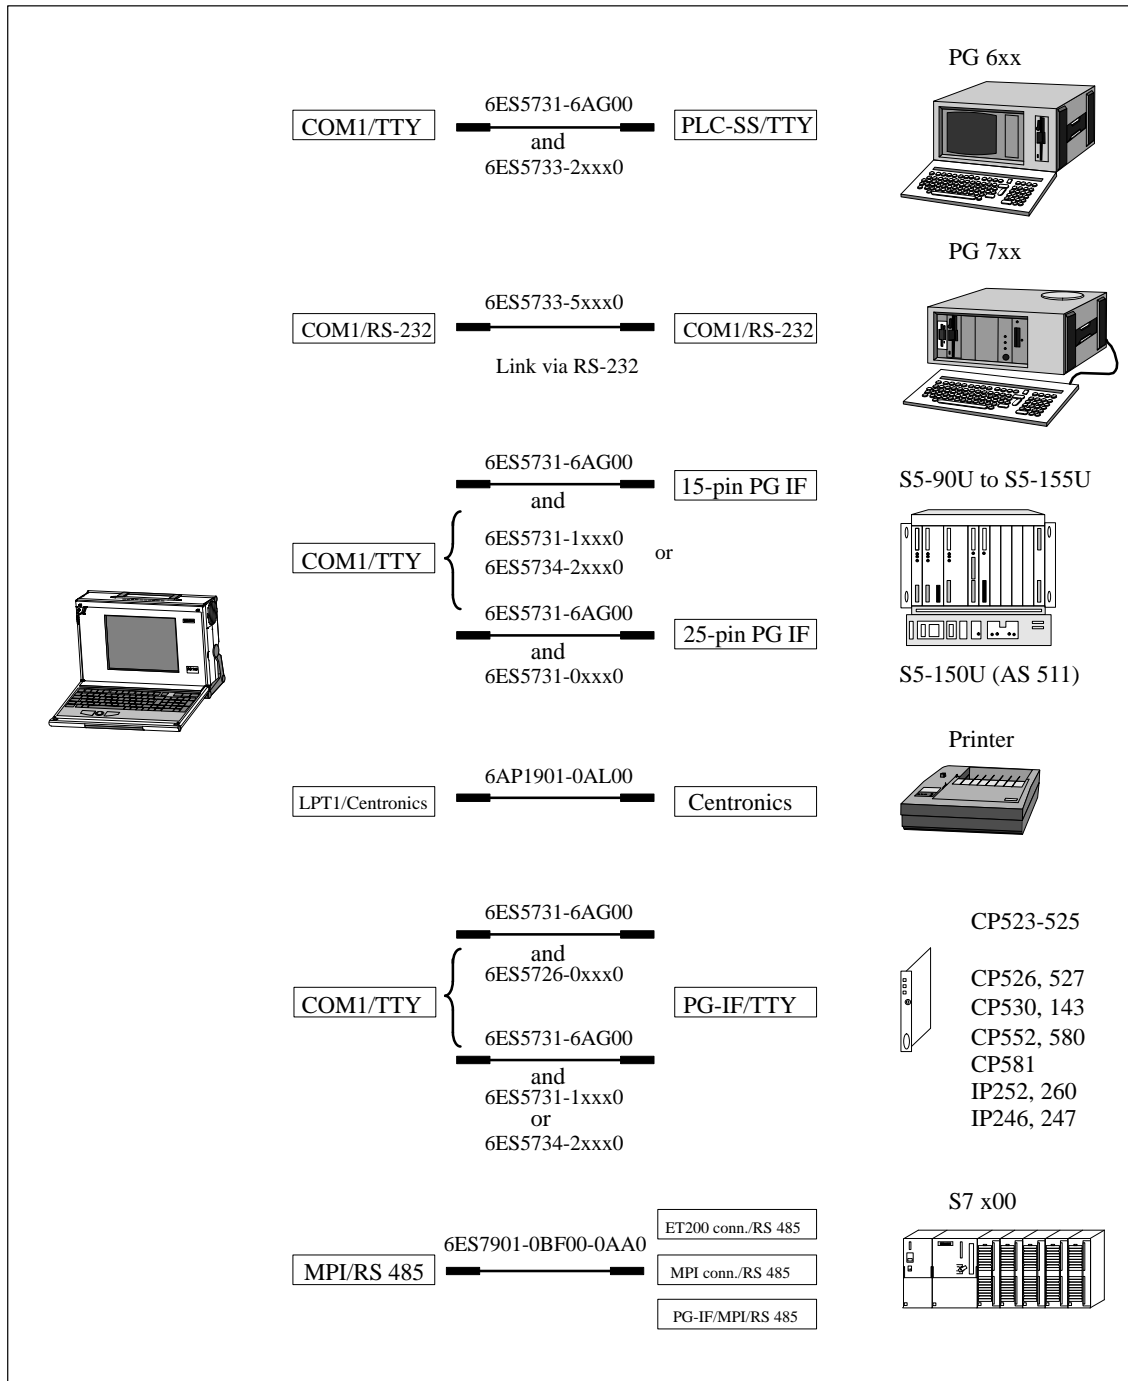 PG 6xx
6ES5731-6AG00
COM1/TTY
PLC-SS/TTY
and
6ES5733-2xxx0
PG 7xx
6ES5733-5xxx0
COM1/RS-232
COM1/RS-232
Link via RS-232
6ES5731-6AG00
15-pin PG IF
S5-90U to S5-155U
and
6ES5731-1xxx0
COM1/TTY
or
6ES5734-2xxx0
6ES5731-6AG00
25-pin PG IF
and
6ES5731-0xxx0
S5-150U (AS 511)
Printer
6AP1901-0AL00
LPT1/Centronics
Centronics
6ES5731-6AG00
CP523-525
and
6ES5726-0xxx0
CP526, 527
COM1/TTY
PG-IF/TTY
CP530, 143
6ES5731-6AG00
CP552, 580
CP581
and
6ES5731-1xxx0
IP252, 260
or
IP246, 247
6ES5734-2xxx0
S7 x00
ET200 conn./RS 485
6ES7901-0BF00-0AA0
MPI/RS 485
MPI conn./RS 485
PG-IF/MPI/RS 485